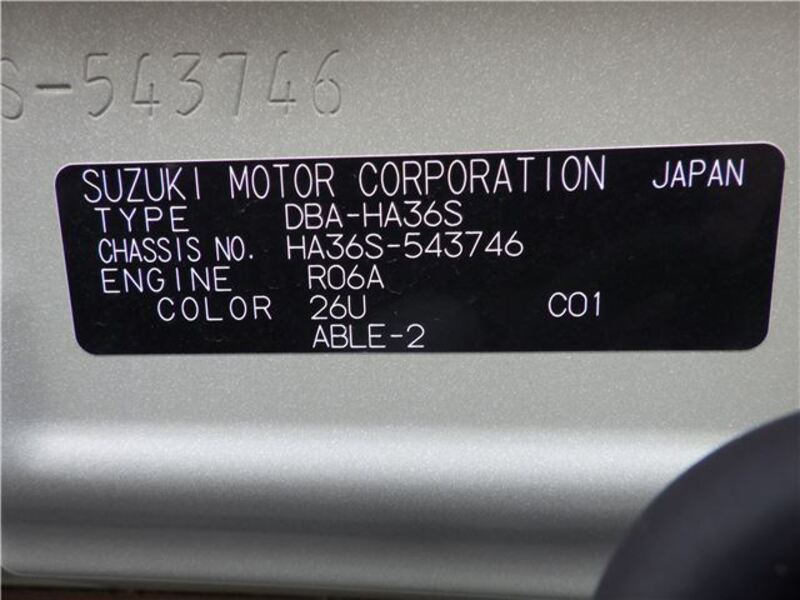 S-543746
SUZUKI MOTOR CORPORATION JAPAN
TYPE DBA-HA36S
CHASSIS NO. HA36S-543746
ENGINE R06A
COLOR 26U C01
ABLE-2